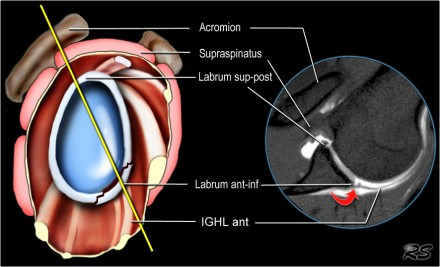 Acromion
Supraspinatus
Labrum sup-post
Labrum ant-inf
IGHL ant
RS